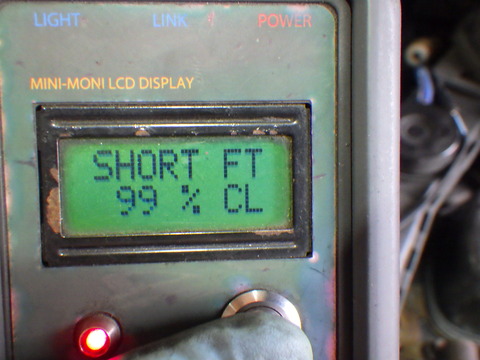 LIGHT LINK POWER
MINI-MONI LCD DISPLAY
SHORT FT
99 % CL